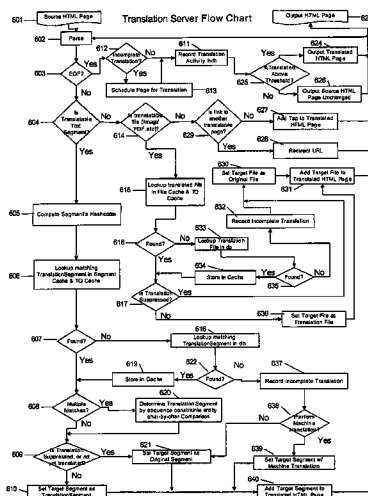 Translation Server Flow Chart
601
Source HTML Page
Output HTML Page
602
Parse
612
Incomplete
Translation?
No
611
Record Translation
Activity Info
Yes
624
Output Translated
HTML Page
603
EOF?
Yes
Yes
Is Translated
Above
Threshold?
625
626
No
Output Source HTML
Page Unchanged
Schedule Page for Translation
613
No
604
Is
Translatable
Text
Segment?
No
Is translatable
file (Image,
PDF, etc)?
614
No
Is
a link to
another
translatable
page?
629
Yes
627
Add Tag to Translated HTML Page
No
628
Redirect URL
Yes
Yes
630
Set Target File as
Original File
Add Target File to
Translated HTML Page
631
615
Lookup translated File
in File Cache & TQ
Cache
605
Compute Segment's Hashcode
632
Record Incomplete Translation
633
616
Found?
No
Lookup Translation
File in db
No
606
Lookup matching
TranslationSegment in Segment
Cache & TQ Cache
Yes
634
Store in Cache
Yes
Found?
635
617
Is Translation
Suppressed?
Yes
No
636
Set Target File as
Translation File
607
Found?
No
618
Lookup matching
TranslationSegment in db
Yes
619
Store in Cache
Yes
622
Found?
No
637
Record Incomplete Translation
608
Multiple
Matches?
Yes
620
Determine Translation Segment
by sequence constraints entity
char-by-char Comparison
638
No
No
Perform
Machine
Translation?
609
Is Translation
Suppressed, or not
yet translated?
Yes
621
Set Target Segment as
Original Segment
Yes
639
Set Target Segment w/
Machine Translation
No
610
Set Target Segment as
TranslationSegment
640
Add Target Segment to
Translated HTML Page